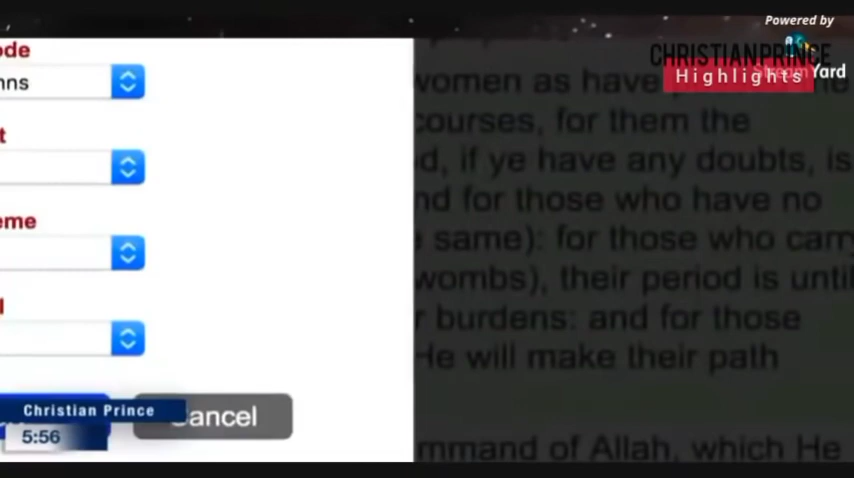 Powered by
CHRISTIANPRINCE
Highlights
Yard
ode
t
eme
l
ancel
Christian Prince
5:56
women as have
courses, for them the
d, if ye have any doubts, is
nd for those who have no
same): for those who carry
wombs), their period is until
r burdens: and for those
He will make their path
mmand of Allah, which He